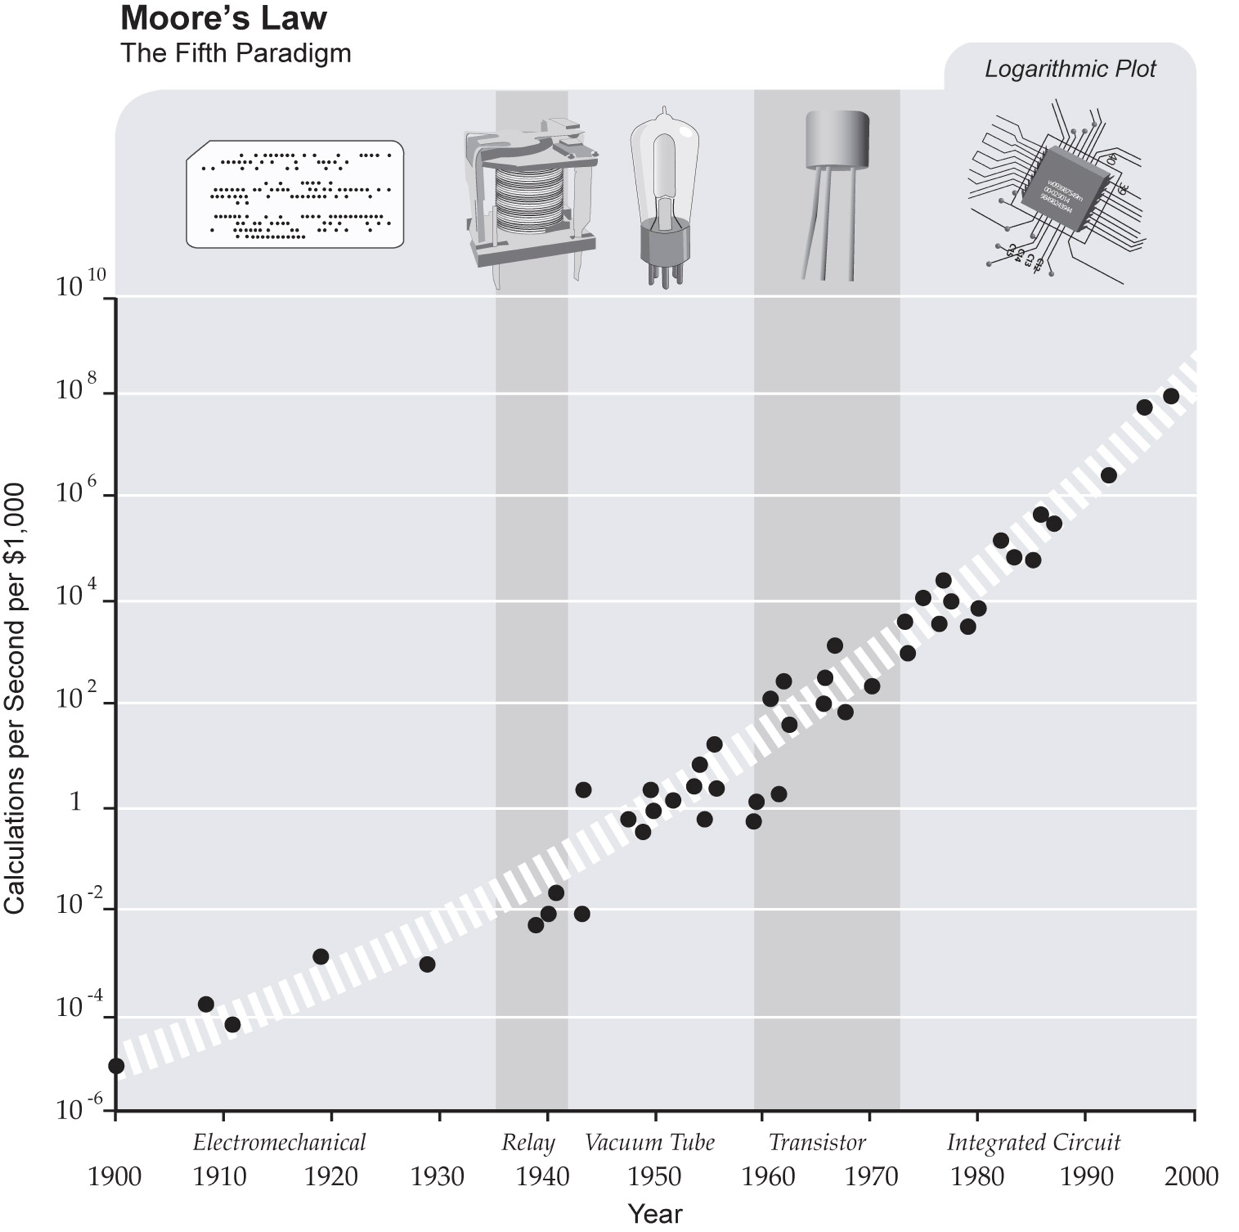 Moore's Law
The Fifth Paradigm
Logarithmic Plot
10 10
10 8
10 6
10 4
10 2
1
10 -2
10 -4
10 -6
Calculations per Second per $1,000
Electromechanical Relay Vacuum Tube Transistor Integrated Circuit
1900 1910 1920 1930 1940 1950 1960 1970 1980 1990 2000
Year